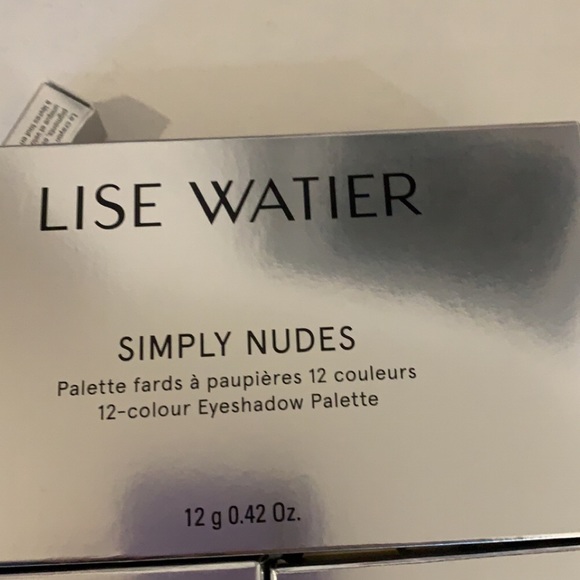 LISE WATIER
SIMPLY NUDES
Palette fards à paupières 12 couleurs
12-colour Eyeshadow Palette
12 g 0.42 Oz.